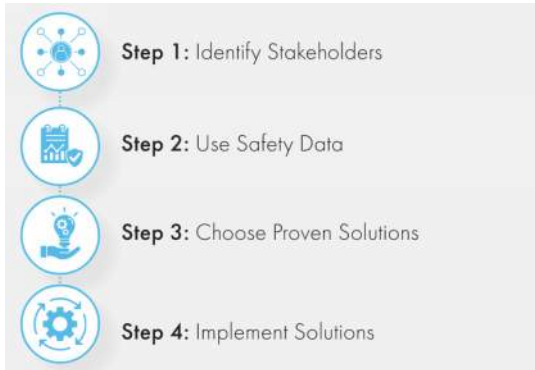 Step 1: Identify Stakeholders
Step 2: Use Safety Data
Step 3: Choose Proven Solutions
Step 4: Implement Solutions